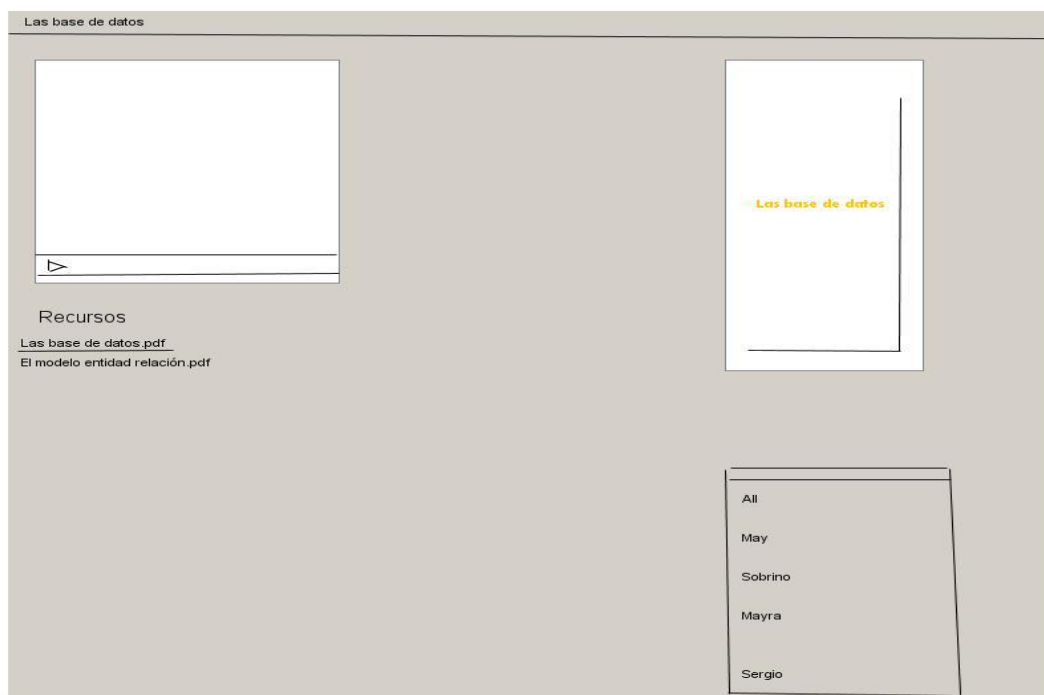 Las base de datos
Las base de datos
Recursos
Las base de datos.pdf
El modelo entidad relación.pdf
All
May
Sobrino
Mayra
Sergio